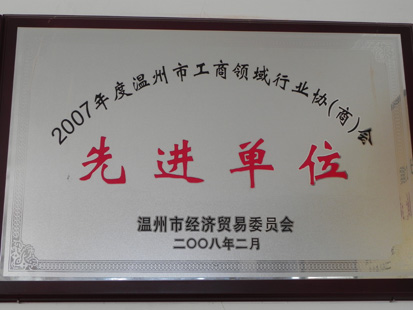 2007年度温州市工商领域行业协(商)会
先进单位
温州市经济贸易委员会
二〇〇八年二月